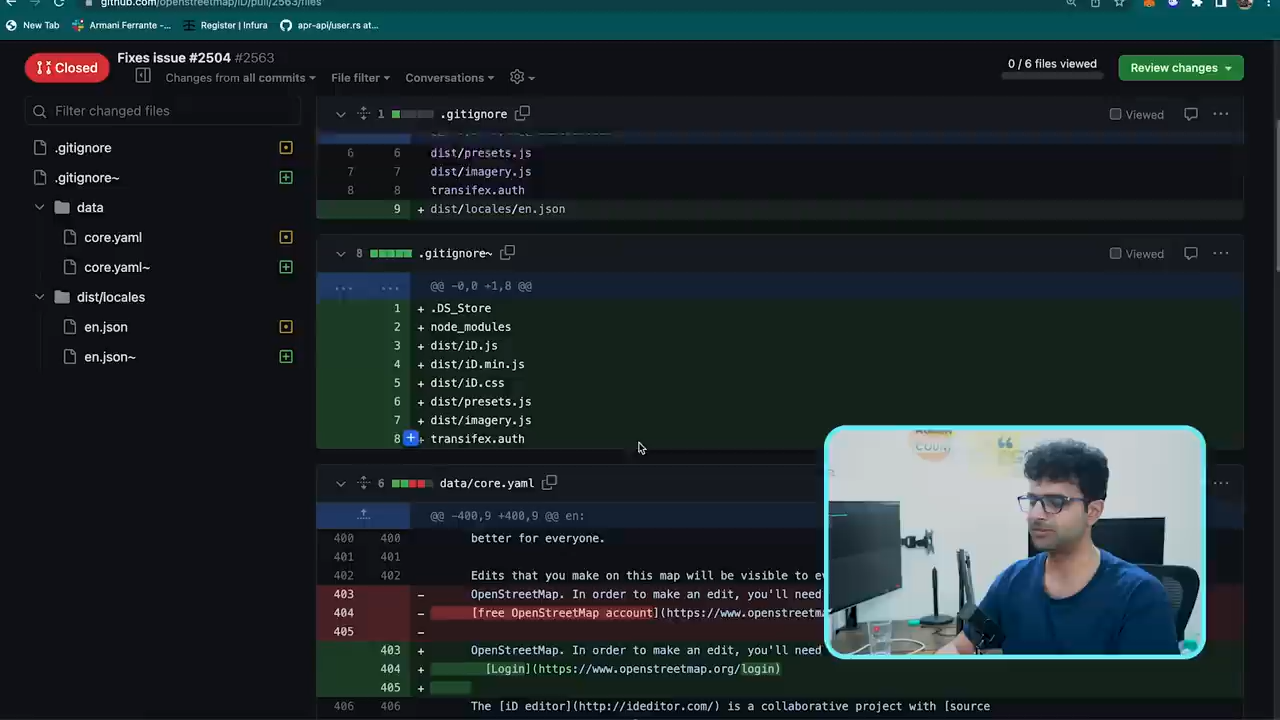 github.com/openstreetmap/iD/pull/2563/files
New Tab
Armani Ferrante -...
Register | Infura
apr-api/user.rs at...
Closed
Fixes issue #2504 #2563
Changes from all commits
File filter
Conversations
0 / 6 files viewed
Review changes
Filter changed files
.gitignore
.gitignore~
data
core.yaml
core.yaml~
dist/locales
en.json
en.json~
1 .gitignore
Viewed
6 6 dist/presets.js
7 7 dist/imagery.js
8 8 transifex.auth
9 + dist/locales/en.json
8 .gitignore~
Viewed
... ... @@ -0,0 +1,8 @@
1 + .DS_Store
2 + node_modules
3 + dist/iD.js
4 + dist/iD.min.js
5 + dist/iD.css
6 + dist/presets.js
7 + dist/imagery.js
8 + transifex.auth
6 data/core.yaml
@@ -400,9 +400,9 @@ en:
400 400 better for everyone.
401 401
402 402 Edits that you make on this map will be visible to
403 - OpenStreetMap. In order to make an edit, you'll need
404 - [free OpenStreetMap account](https://www.openstreetma
405 -
403 + OpenStreetMap. In order to make an edit, you'll need
404 + [Login](https://www.openstreetmap.org/login)
405 +
406 406 The [iD editor](http://ideditor.com/) is a collaborative project with [source